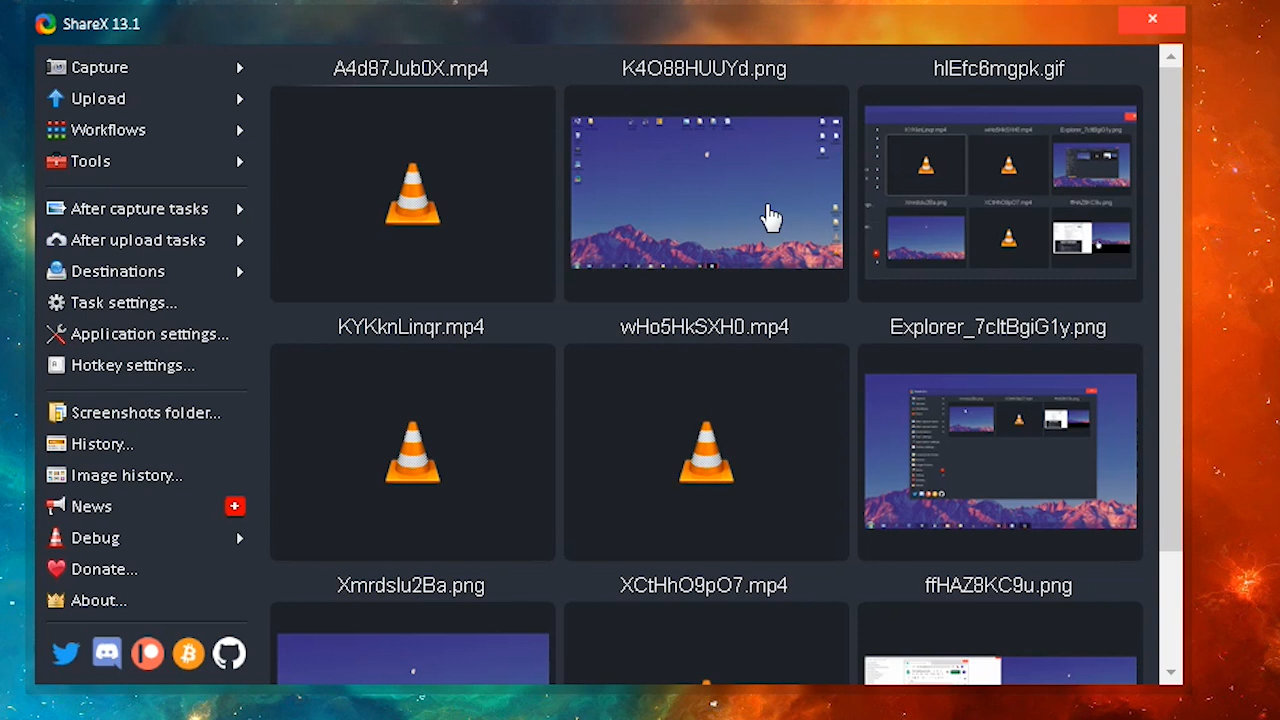 ShareX 13.1
Capture
Upload
Workflows
Tools
After capture tasks
After upload tasks
Destinations
Task settings...
Application settings...
Hotkey settings...
Screenshots folder...
History...
Image history...
News
Debug
Donate...
About...
A4d87Jub0X.mp4 K4O88HUUYd.png hlEfc6mgpk.gif
KYKknLinqr.mp4 wHo5HkSXH0.mp4 Explorer_7cItBgiG1y.png
Xmrdslu2Ba.png XCtHhO9pO7.mp4 ffHAZ8KC9u.png